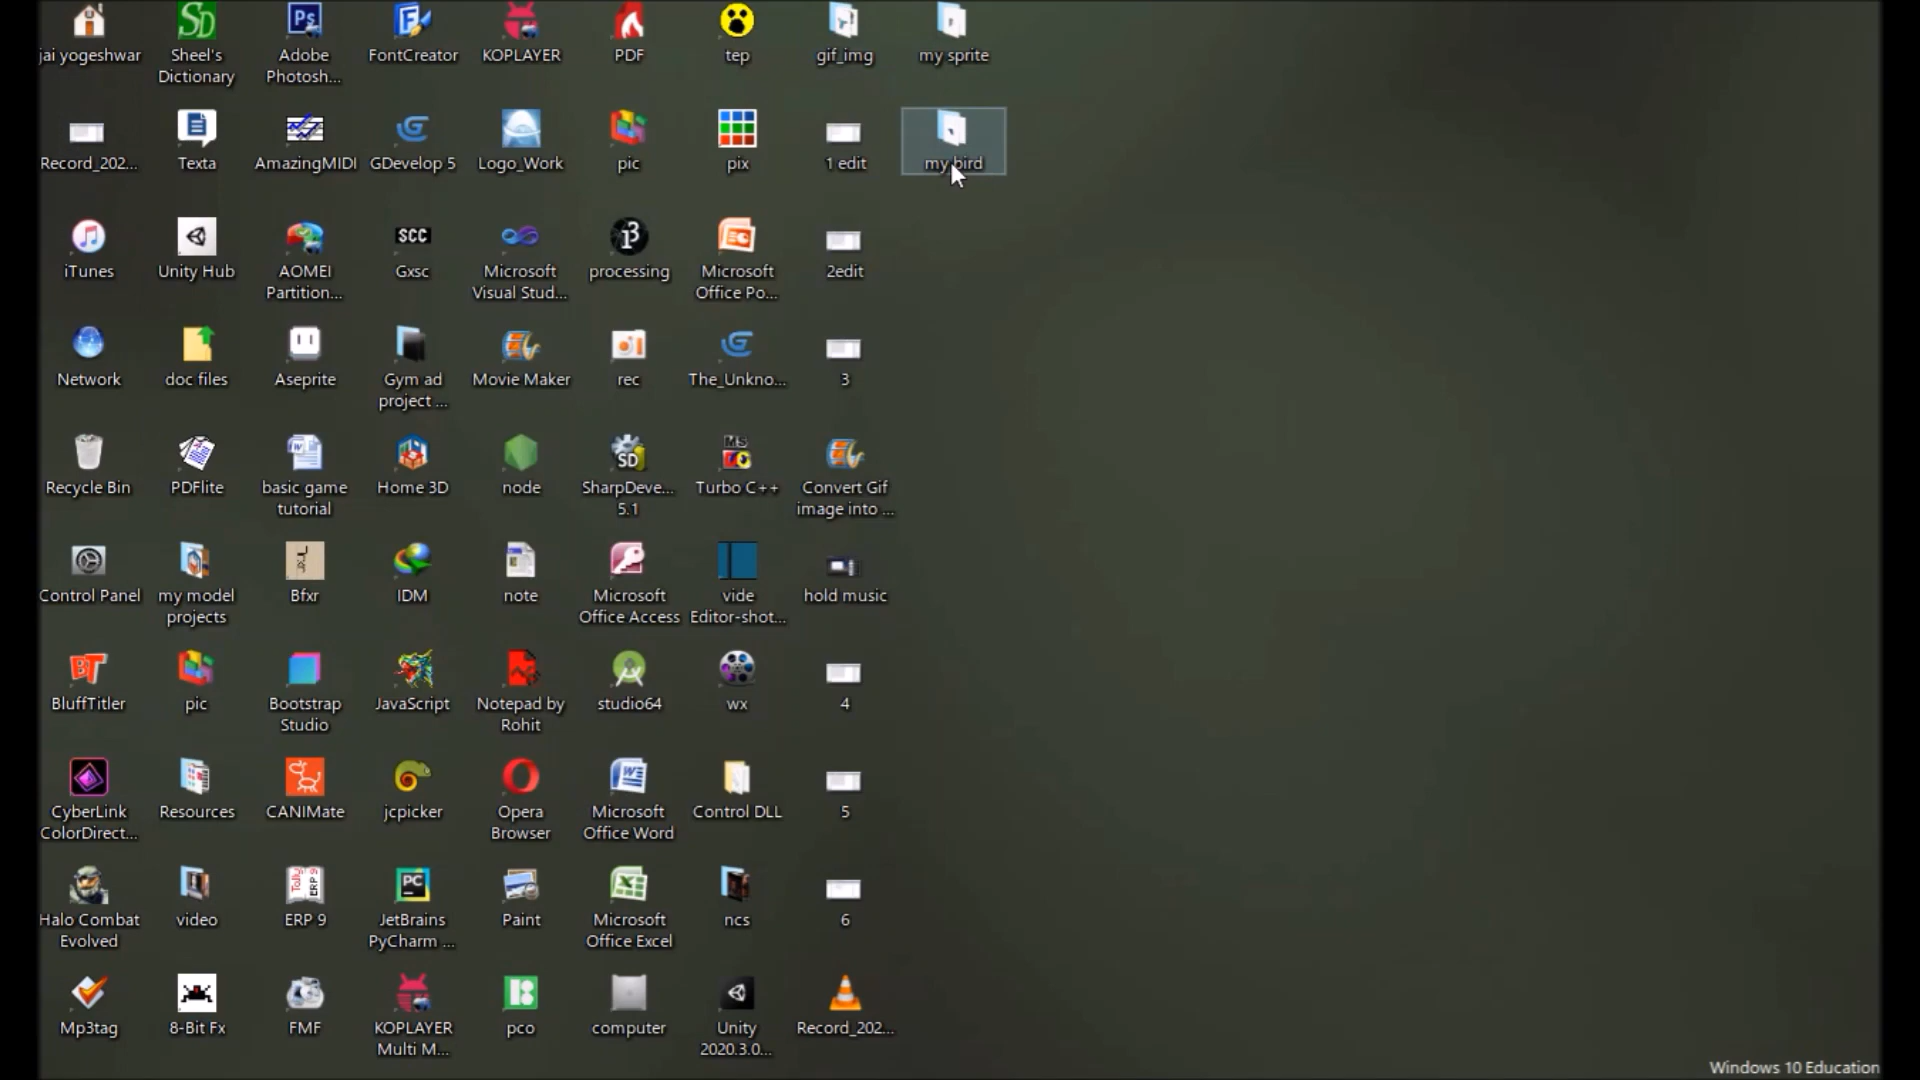 jai yogeshwar
Sheel's
Dictionary
Adobe
Photosh...
FontCreator
KOPLAYER
PDF
tep
gif_img
my sprite
Record_202...
Texta
AmazingMIDI
GDevelop 5
Logo_Work
pic
pix
1 edit
my bird
iTunes
Unity Hub
AOMEI
Partition...
SCC
Gxsc
Microsoft
Visual Stud...
processing
Microsoft
Office Po...
2edit
Network
doc files
Aseprite
Gym ad
project ...
Movie Maker
rec
The_Unkno...
3
Recycle Bin
PDFlite
basic game
tutorial
Home 3D
node
SD
SharpDeve...
5.1
MS
Turbo C++
Convert Gif
image into ...
Control Panel
my model
projects
Bfxr
IDM
note
Microsoft
Office Access
vide
Editor-shot...
hold music
BT
BluffTitler
pic
Bootstrap
Studio
JavaScript
Notepad by
Rohit
studio64
wx
4
CyberLink
ColorDirect...
Resources
CANIMate
jcpicker
Opera
Browser
Microsoft
Office Word
Control DLL
5
Halo Combat
Evolved
video
ERP 9
PC
JetBrains
PyCharm ...
Paint
Microsoft
Office Excel
ncs
6
Mp3tag
8-Bit Fx
FMF
KOPLAYER
Multi M...
pco
computer
Unity
2020.3.0...
Record_202...
Windows 10 Education